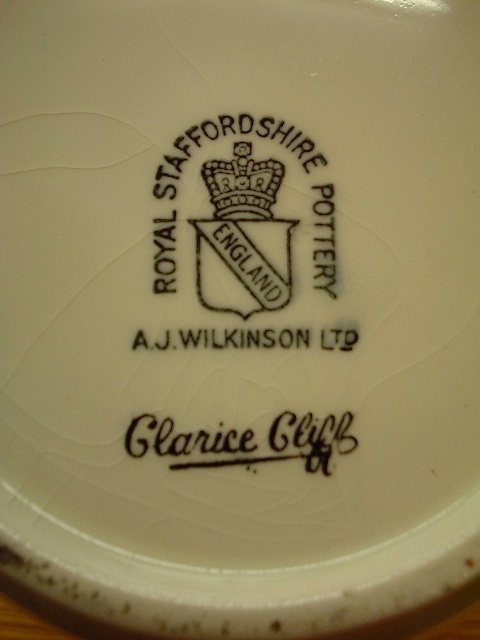 ROYAL STAFFORDSHIRE POTTERY
ENGLAND
A.J.WILKINSON LTD
Clarice Cliff